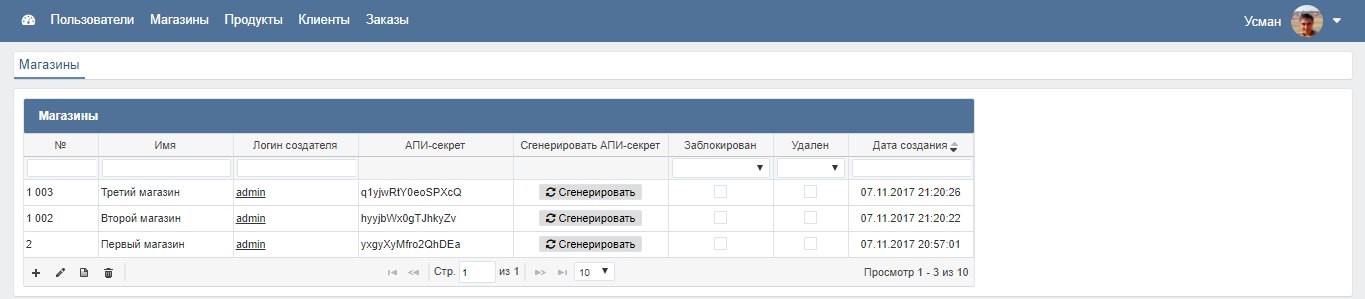 Пользователи Магазины Продукты Клиенты Заказы Усман
Магазины
Магазины
№ Имя Логин создателя АПИ-секрет Сгенерировать АПИ-секрет Заблокирован Удален Дата создания
1 003 Третий магазин admin q1yjwRtY0eoSPXcQ Сгенерировать 07.11.2017 21:20:26
1 002 Второй магазин admin hyyjbWx0gTJhkyZv Сгенерировать 07.11.2017 21:20:22
2 Первый магазин admin yxgyXyMfro2QhDEa Сгенерировать 07.11.2017 20:57:01
Стр. 1 из 1 10 Просмотр 1 - 3 из 10